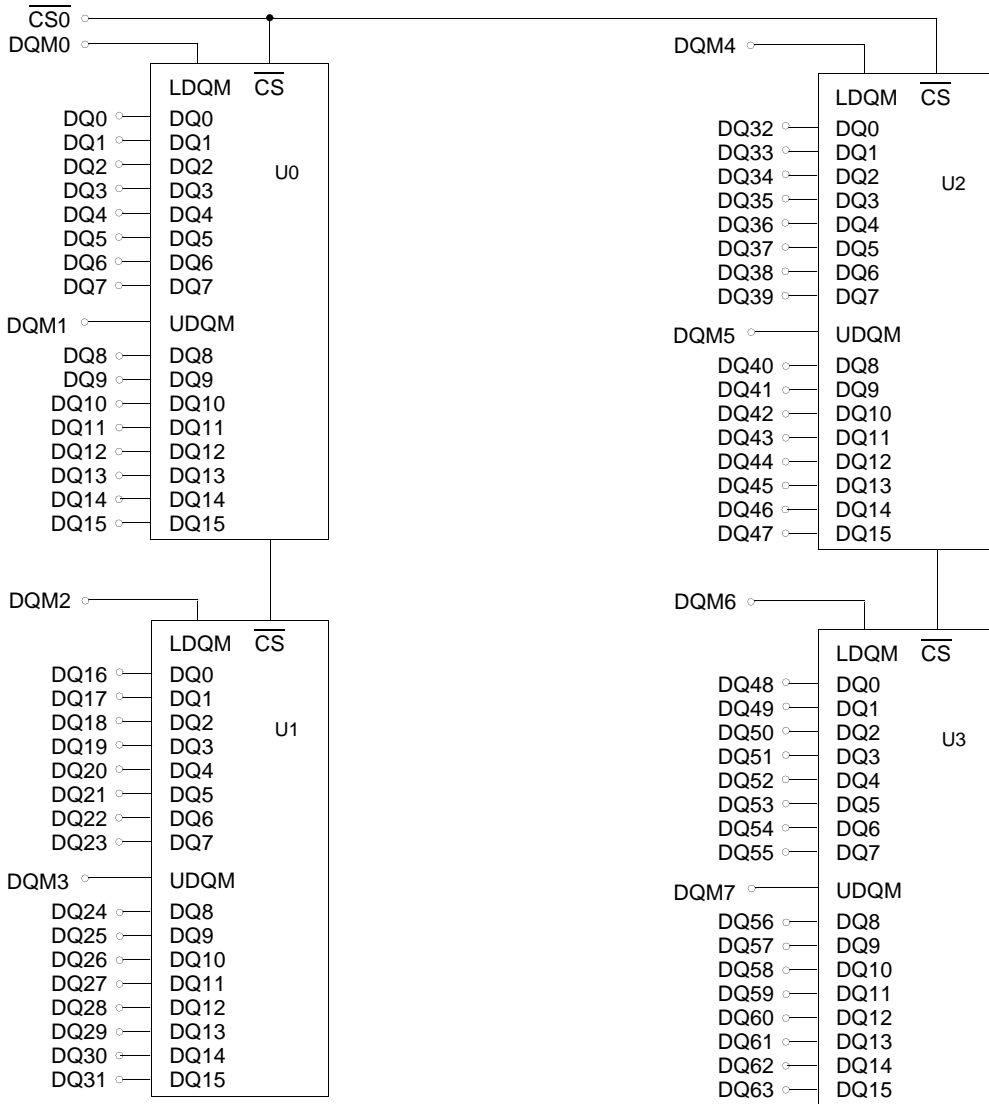 CS0
DQM0
LDQM CS
DQ0 DQ0
DQ1 DQ1
DQ2 DQ2
U0
DQ3 DQ3
DQ4 DQ4
DQ5 DQ5
DQ6 DQ6
DQ7 DQ7
DQM1 UDQM
DQ8 DQ8
DQ9 DQ9
DQ10 DQ10
DQ11 DQ11
DQ12 DQ12
DQ13 DQ13
DQ14 DQ14
DQ15 DQ15
DQM2
LDQM CS
DQ16 DQ0
DQ17 DQ1
DQ18 DQ2
U1
DQ19 DQ3
DQ20 DQ4
DQ21 DQ5
DQ22 DQ6
DQ23 DQ7
DQM3 UDQM
DQ24 DQ8
DQ25 DQ9
DQ26 DQ10
DQ27 DQ11
DQ28 DQ12
DQ29 DQ13
DQ30 DQ14
DQ31 DQ15
DQM4
LDQM CS
DQ32 DQ0
DQ33 DQ1
DQ34 DQ2
U2
DQ35 DQ3
DQ36 DQ4
DQ37 DQ5
DQ38 DQ6
DQ39 DQ7
DQM5 UDQM
DQ40 DQ8
DQ41 DQ9
DQ42 DQ10
DQ43 DQ11
DQ44 DQ12
DQ45 DQ13
DQ46 DQ14
DQ47 DQ15
DQM6
LDQM CS
DQ48 DQ0
DQ49 DQ1
DQ50 DQ2
U3
DQ51 DQ3
DQ52 DQ4
DQ53 DQ5
DQ54 DQ6
DQ55 DQ7
DQM7 UDQM
DQ56 DQ8
DQ57 DQ9
DQ58 DQ10
DQ59 DQ11
DQ60 DQ12
DQ61 DQ13
DQ62 DQ14
DQ63 DQ15